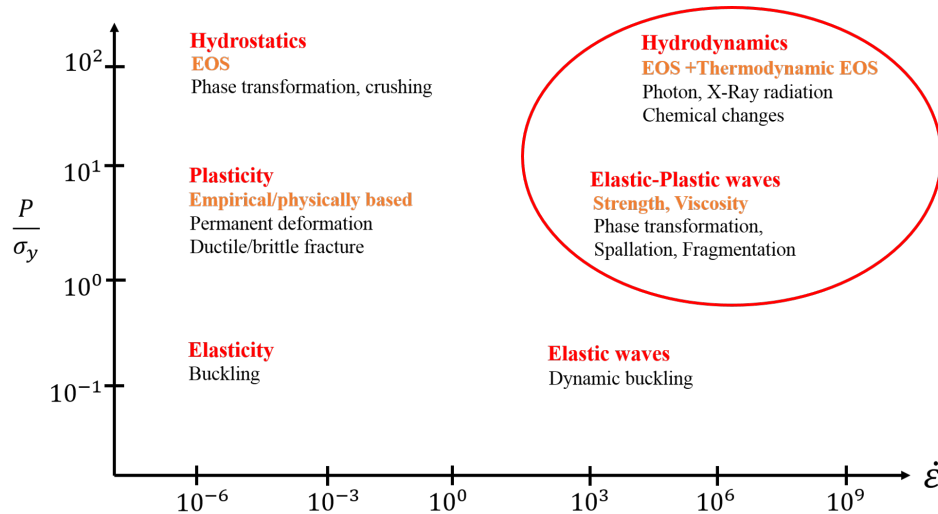 10²
Hydrostatics
EOS
Phase transformation, crushing
Hydrodynamics
EOS +Thermodynamic EOS
Photon, X-Ray radiation
Chemical changes
10¹
Plasticity
Empirical/physically based
Permanent deformation
Ductile/brittle fracture
Elastic-Plastic waves
Strength, Viscosity
Phase transformation,
Spallation, Fragmentation
P
σ_y
10⁰
Elasticity
Buckling
Elastic waves
Dynamic buckling
10⁻¹
10⁻⁶ 10⁻³ 10⁰ 10³ 10⁶ 10⁹
ε̇